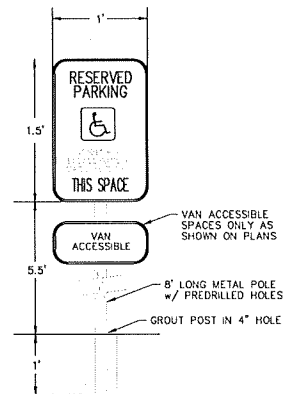 1'
RESERVED
PARKING
1.5'
THIS SPACE
VAN
ACCESSIBLE
VAN ACCESSIBLE
SPACES ONLY AS
SHOWN ON PLANS
5.5'
8' LONG METAL POLE
w/ PREDRILLED HOLES
GROUT POST IN 4" HOLE
1'